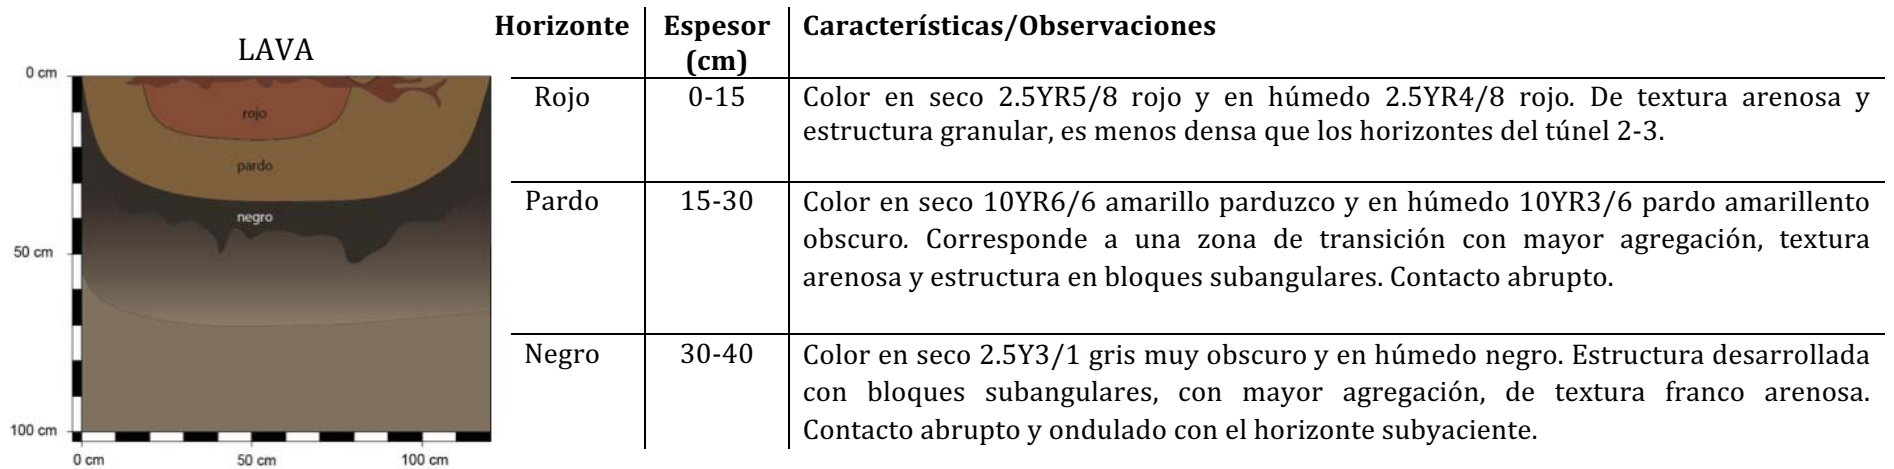 LAVA
0 cm
rojo
pardo
negro
50 cm
100 cm
0 cm
50 cm
100 cm
Horizonte
Espesor
(cm)
Características/Observaciones
Rojo
0-15
Color en seco 2.5YR5/8 rojo y en húmedo 2.5YR4/8 rojo. De textura arenosa y
estructura granular, es menos densa que los horizontes del túnel 2-3.
Pardo
15-30
Color en seco 10YR6/6 amarillo parduzco y en húmedo 10YR3/6 pardo amarillento
obscuro. Corresponde a una zona de transición con mayor agregación, textura
arenosa y estructura en bloques subangulares. Contacto abrupto.
Negro
30-40
Color en seco 2.5Y3/1 gris muy obscuro y en húmedo negro. Estructura desarrollada
con bloques subangulares, con mayor agregación, de textura franco arenosa.
Contacto abrupto y ondulado con el horizonte subyaciente.